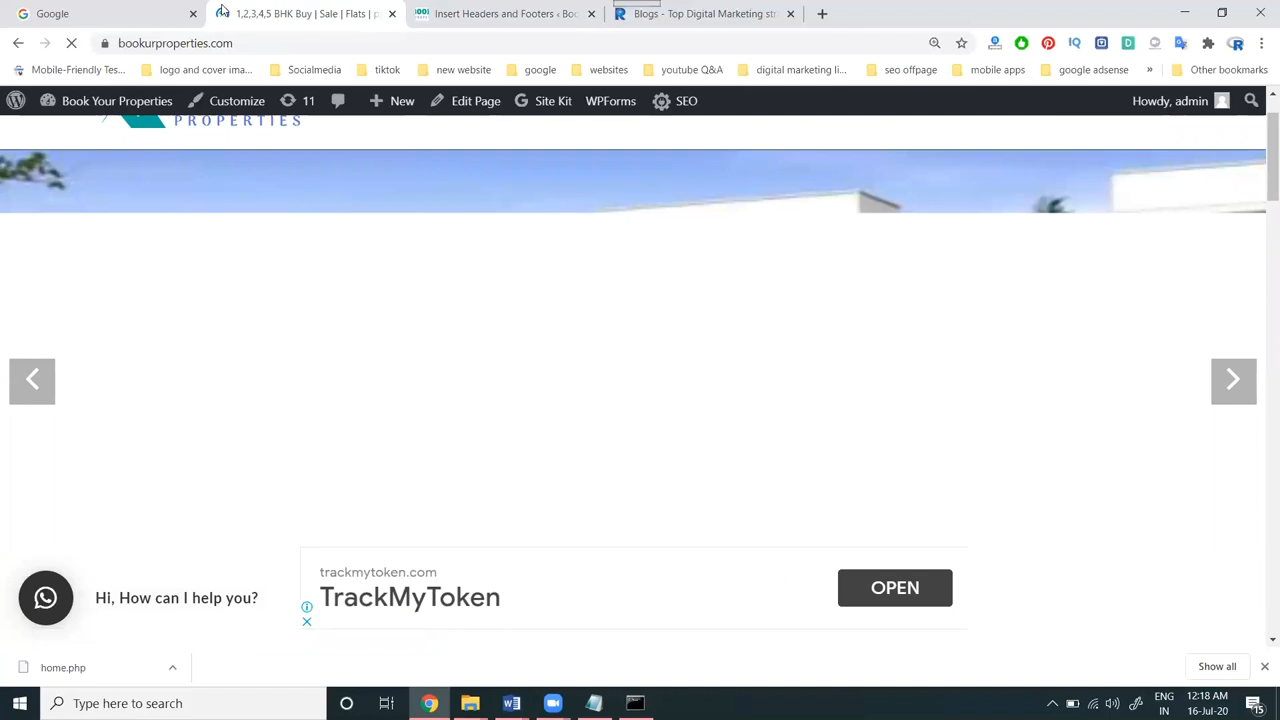 Google
1,2,3,4,5 BHK Buy | Sale | Flats | p
Insert Headers and Footers ‹ Boo
Blogs - Top Digital Marketing stra
bookurproperties.com
Mobile-Friendly Tes...
logo and cover ima...
Socialmedia
tiktok
new website
google
websites
youtube Q&A
digital marketing li...
seo offpage
mobile apps
google adsense
»
Other bookmarks
Book Your Properties
Customize
11
New
Edit Page
Site Kit
WPForms
SEO
Howdy, admin
PROPERTIES
trackmytoken.com
TrackMyToken
OPEN
Hi, How can I help you?
home.php
Show all
Type here to search
ENG
IN
12:18 AM
16-Jul-20
15